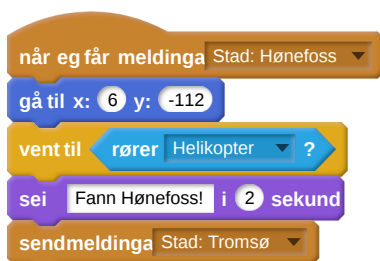 når eg får meldinga Stad: Hønefoss
gå til x: 6 y: -112
vent til rører Helikopter ?
sei Fann Hønefoss! i 2 sekund
sendmeldinga Stad: Tromsø